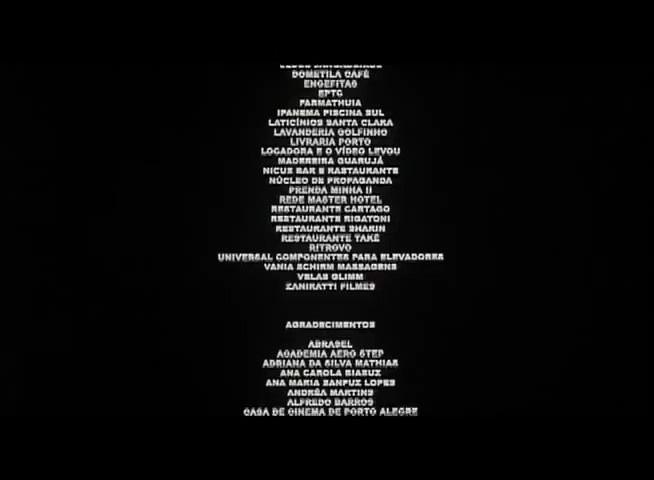 DOMETILA CAFÉ
ENGEFITAS
EPTC
FARMATHUIA
IPANEMA PISCINA SUL
LATICÍNIOS SANTA CLARA
LAVANDERIA GOLFINHO
LIVRARIA PORTO
LOCADORA E O VÍDEO LEVOU
MADEREIRA GUARUJÁ
NICUS BAR E RASTAURANTE
NÚCLEO DE PROPAGANDA
PRENDA MINHA II
REDE MASTER HOTEL
RESTAURANTE CARTAGO
RESTAURANTE RIGATONI
RESTAURANTE SHARIN
RESTAURANTE TAKÊ
RITROVO
UNIVERSAL COMPONENTES PARA ELEVADORES
VANIA SCHIRM MASSAGENS
VELAS GLIMM
ZANIRATTI FILMES
AGRADECIMENTOS
ABRASEL
ACADEMIA AERO STEP
ADRIANA DA SILVA MATHIAS
ANA CAROLA BIASUZ
ANA MARIA LOPES
ANDRÉA MARTINS
ALFREDO BARROS
CASA DE CINEMA DE PORTO ALEGRE